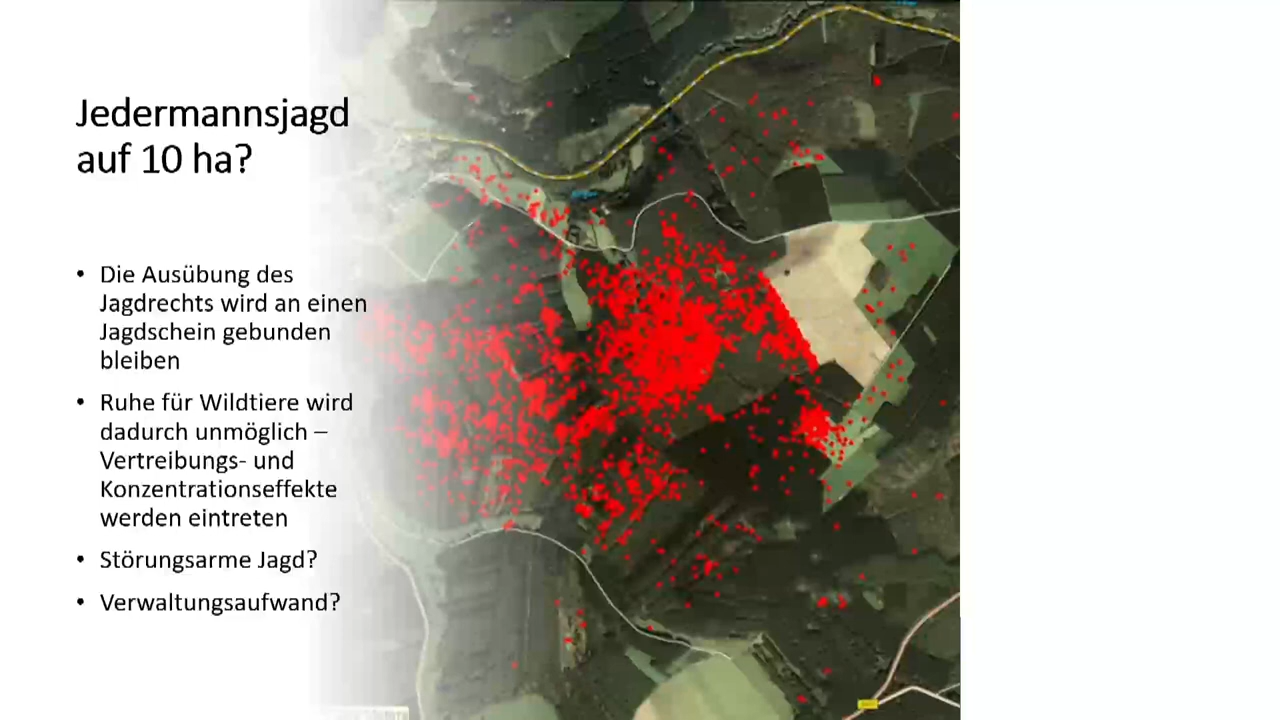 Jedermannsjagd
auf 10 ha?
• Die Ausübung des
Jagdrechts wird an einen
Jagdschein gebunden
bleiben
• Ruhe für Wildtiere wird
dadurch unmöglich –
Vertreibungs- und
Konzentrationseffekte
werden eintreten
• Störungsarme Jagd?
• Verwaltungsaufwand?